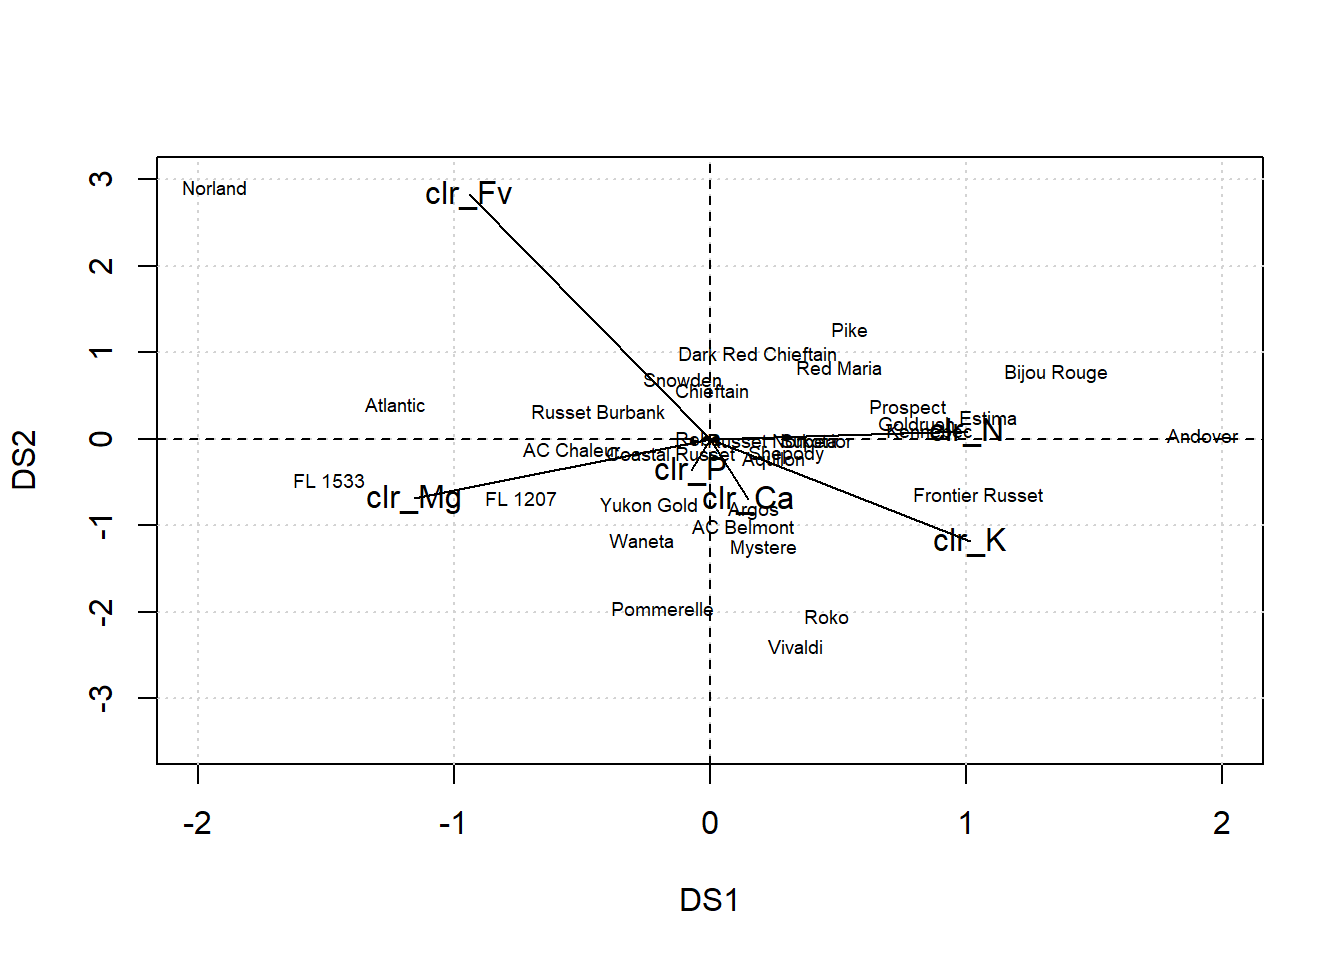 3
Norland
clr_Fv
2
Pike
1
Dark Red Chieftain
Red Maria
Bijou Rouge
Snowden
Chieftain
Atlantic
Russet Burbank
Prospect
Estima
Goldrush
Kennebec
clr_N
DS2
0
Andover
Superior
AC Chaleur
Coastal Russet
Shepody
Aquilon
clr_P
FL 1533
clr_Mg
FL 1207
Frontier Russet
clr_Ca
Yukon Gold
Argos
-1
AC Belmont
Waneta
Mystere
clr_K
-2
Pommerelle
Roko
Vivaldi
-3
-2
-1
0
1
2
DS1